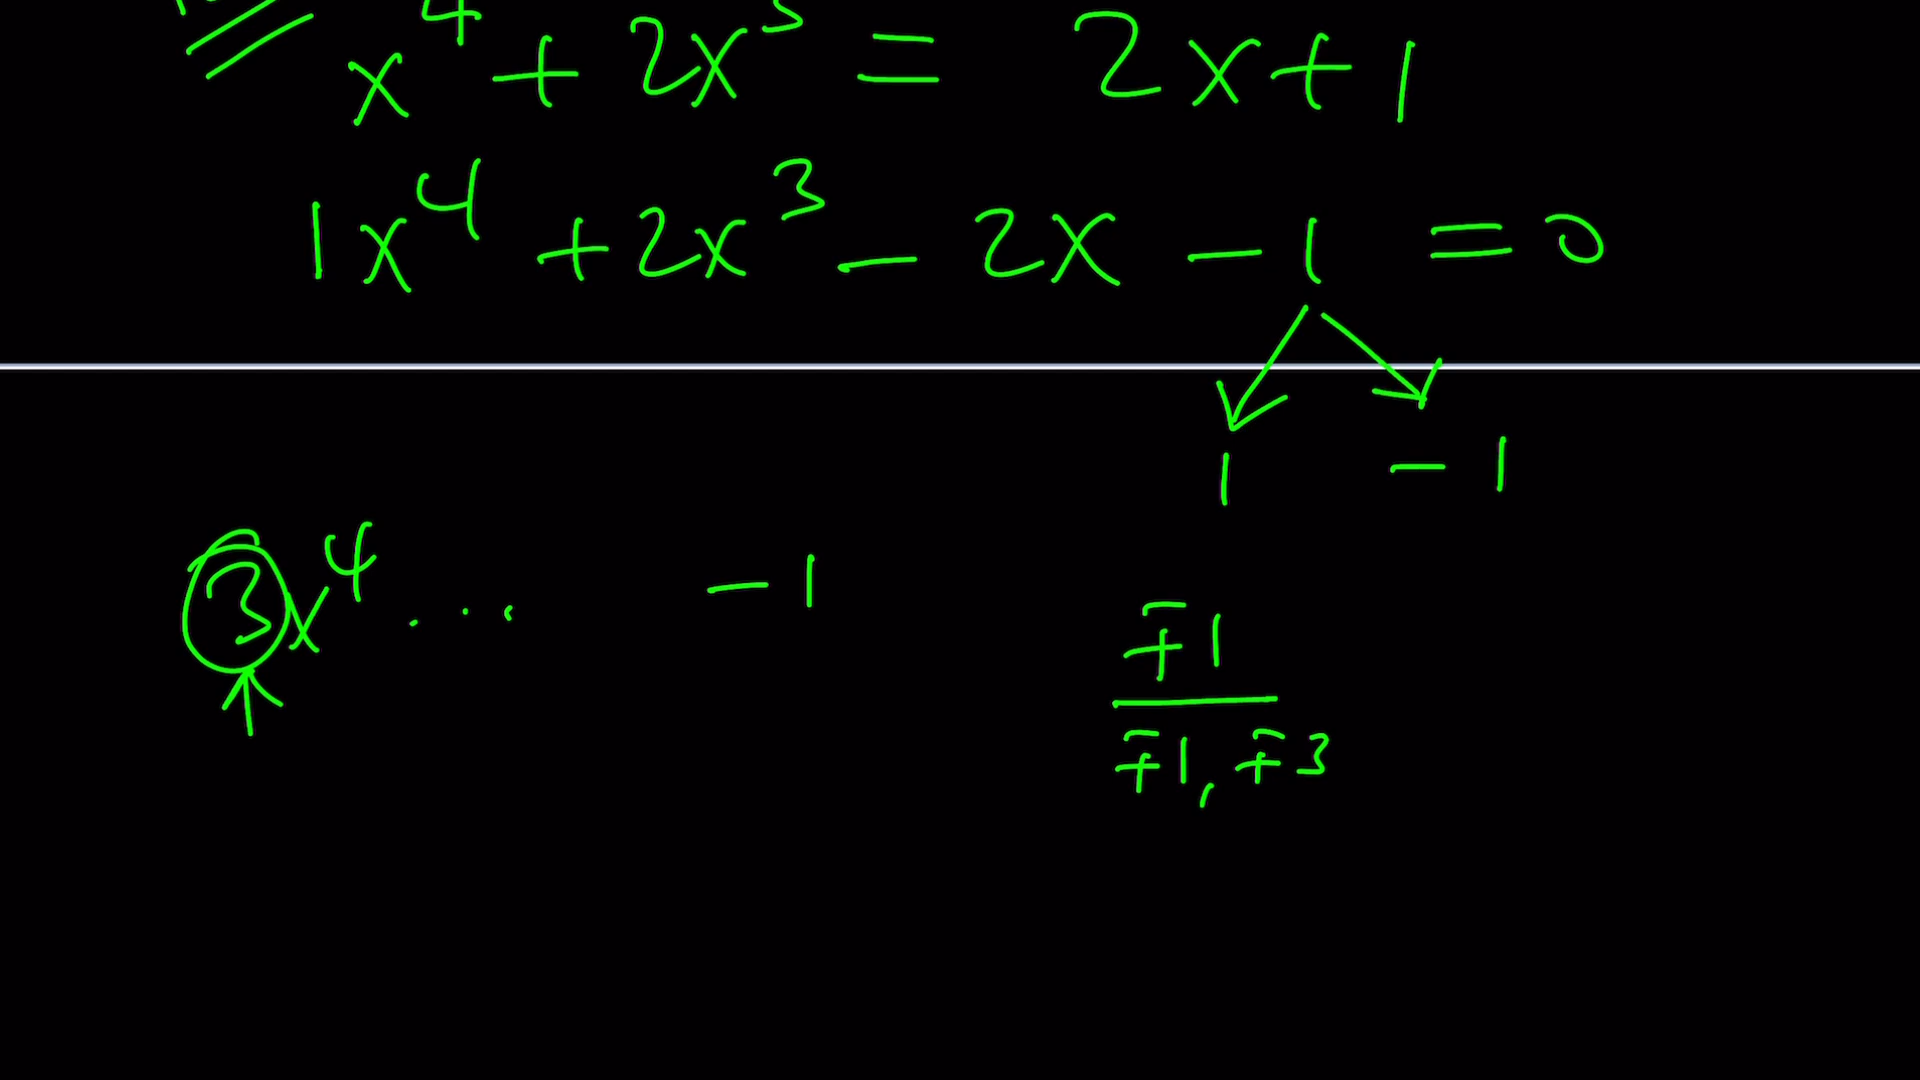 x⁴ + 2x³ = 2x + 1
1x⁴ + 2x³ - 2x - 1 = 0
1 -1
3x⁴ ... -1
∓1
∓1, ∓3